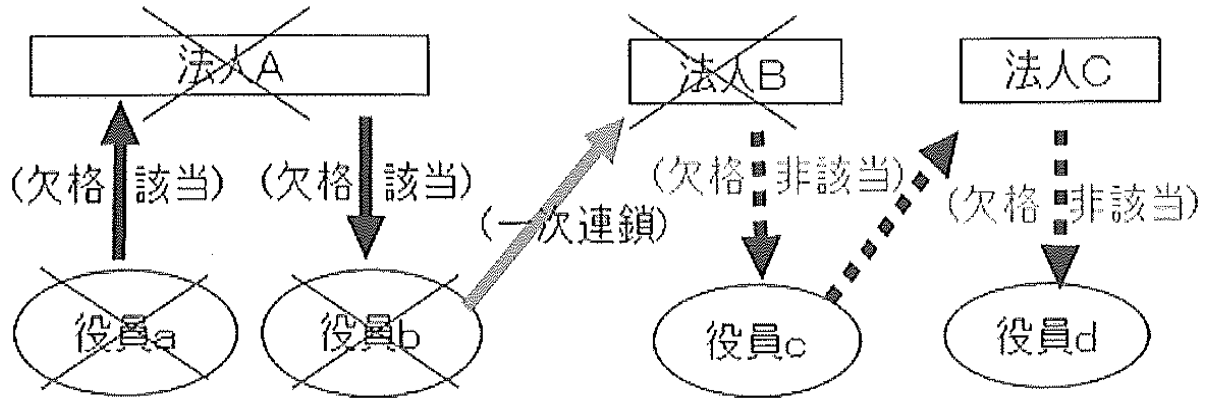 法人A
法人B
法人C
(欠格 該当)
(欠格 該当)
(一次連鎖)
(欠格 非該当)
(欠格 非該当)
役員a
役員b
役員c
役員d